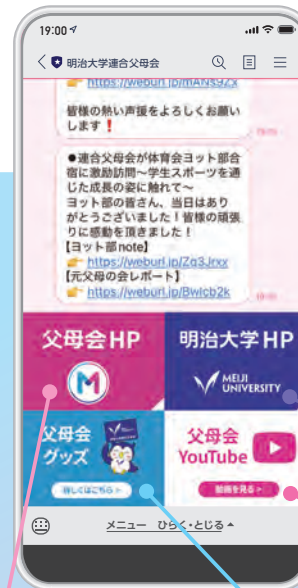 19:00
明治大学連合父母会
https://weburl.jp/mANs9Zx
皆様の熱い声援をよろしくお願い
します❗
●連合父母会が体育会ヨット部合
宿に激励訪問〜学生スポーツを通
じた成長の姿に触れて〜
ヨット部の皆さん、当日はあり
がとうございました！皆様の頑張
りに感動を頂きました！
【ヨット部note】
👉 https://weburl.jp/Zq3Jrxx
【元父母の会レポート】
👉 https://weburl.jp/Bwlcb2k
父母会HP
M
明治大学HP
MEIJI
UNIVERSITY
父母会
グッズ
詳しくはこちら >
父母会
YouTube
動画を見る >
メニュー ひらく・とじる